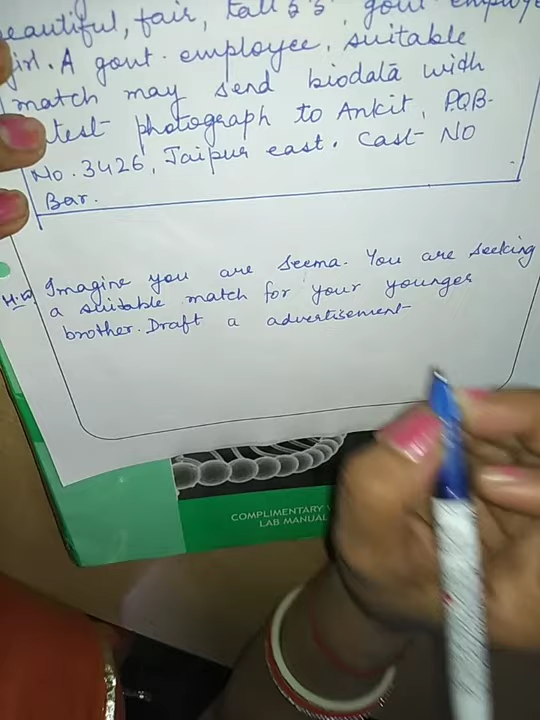 beautiful, fair, tall 5'5", govt employed
girl. A govt. employee, suitable
match may send biodata with
latest photograph to Ankit, PQB-
No. 3426, Jaipur east. Cast NO
Bar.
H.W Imagine you are Seema. You are seeking
a suitable match for your younger
brother. Draft a advertisement
COMPLIMENTARY
LAB MANUAL